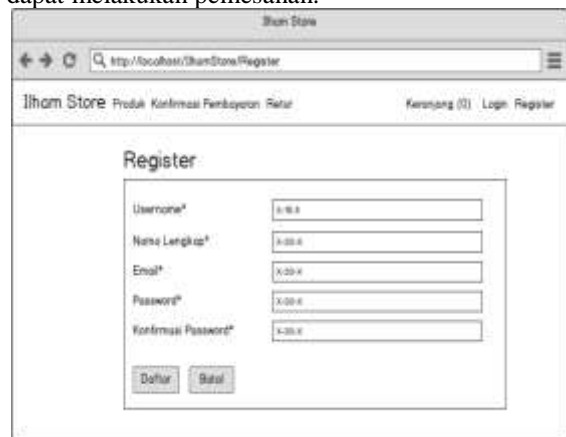 dapat melakukan pemesanan.
Ilham Store
http://localhost/IlhamStore/Register
Ilham Store Produk Konfirmasi Pembayaran Retur Keranjang (0) Login Register
Register
Username*
Nama Lengkap*
Email*
Password*
Konfirmasi Password*
Daftar Batal